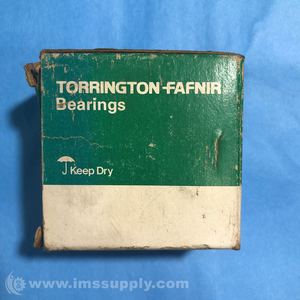 TORRINGTON-FAFNIR
Bearings
Keep Dry
© www.imssupply.com